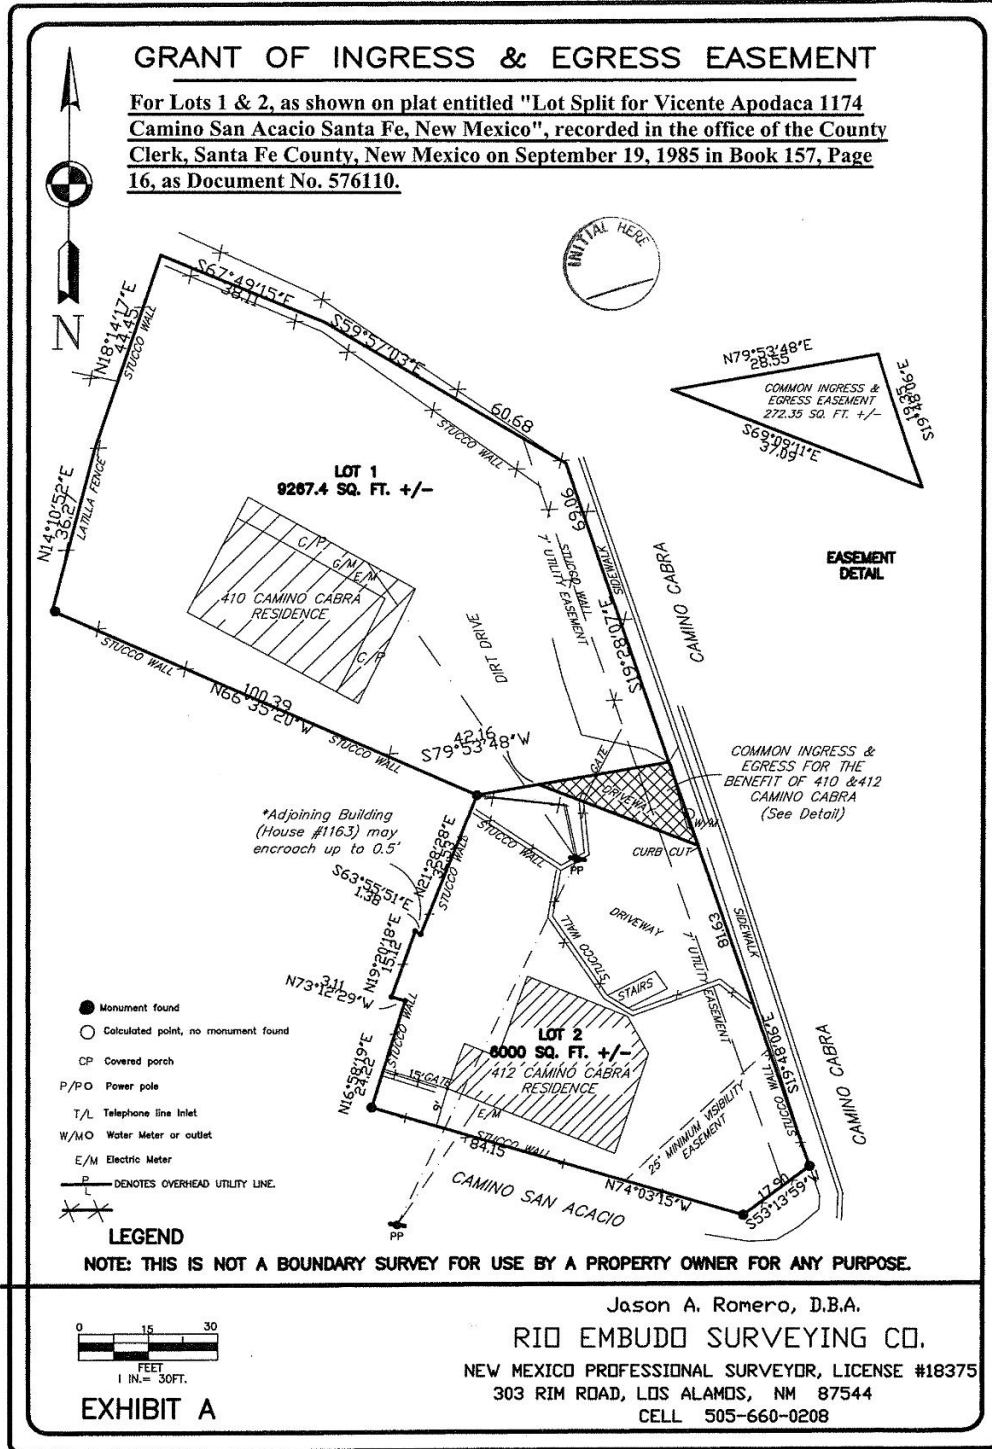 GRANT OF INGRESS & EGRESS EASEMENT
For Lots 1 & 2, as shown on plat entitled "Lot Split for Vicente Apodaca 1174
Camino San Acacio Santa Fe, New Mexico", recorded in the office of the County
Clerk, Santa Fe County, New Mexico on September 19, 1985 in Book 157, Page
16, as Document No. 576110.
INITIAL HERE
N
S67°49'15"E
38.11
N18°14'17"E
44.45
STUCCO WALL
S59°57'03"E
60.68
STUCCO WALL
N79°53'48"E
28.55
COMMON INGRESS &
EGRESS EASEMENT
272.35 SQ. FT. +/-
S19°48'06"E
19.35
S69°09'11"E
37.09
EASEMENT
DETAIL
LOT 1
9267.4 SQ. FT. +/-
N14°10'52"E
36.27
LATILLA FENCE
C/P
G/M
E/M
410 CAMINO CABRA
RESIDENCE
C/P
69.06
STUCCO WALL
7' UTILITY EASEMENT
SIDEWALK
CAMINO CABRA
S19°28'07"E
DIRT DRIVE
STUCCO WALL
100.39
N66°35'20"W
STUCCO WALL
42.16
S79°53'48"W
GATE
DRIVEWAY
W/M
CURB CUT
COMMON INGRESS &
EGRESS FOR THE
BENEFIT OF 410 &412
CAMINO CABRA
(See Detail)
*Adjoining Building
(House #1163) may
encroach up to 0.5'
N21°28'28"E
STUCCO WALL
STUCCO WALL
PP
S63°55'51"E
1.38
N19°20'18"E
15.12
3.11
N73°12'29"W
STUCCO WALL
DRIVEWAY
STUCCO WALL
81.63
SIDEWALK
7' UTILITY EASEMENT
STAIRS
LOT 2
6000 SQ. FT. +/-
412 CAMINO CABRA
RESIDENCE
N16°58'19"E
24.22
15' GATE
9'
E/M
STUCCO WALL
84.15
N74°03'15"W
25' MINIMUM VISIBILITY
EASEMENT
STUCCO WALL
S19°48'06"E
CAMINO CABRA
17.90
S53°13'59"W
CAMINO SAN ACACIO
PP
Monument found
Calculated point, no monument found
CP Covered porch
P/PO Power pole
T/L Telephone line Inlet
W/MO Water Meter or outlet
E/M Electric Meter
P/L DENOTES OVERHEAD UTILITY LINE.
LEGEND
NOTE: THIS IS NOT A BOUNDARY SURVEY FOR USE BY A PROPERTY OWNER FOR ANY PURPOSE.
0 15 30
FEET
1 IN.= 30FT.
EXHIBIT A
Jason A. Romero, D.B.A.
RIO EMBUDO SURVEYING CO.
NEW MEXICO PROFESSIONAL SURVEYOR, LICENSE #18375
303 RIM ROAD, LOS ALAMOS, NM 87544
CELL 505-660-0208